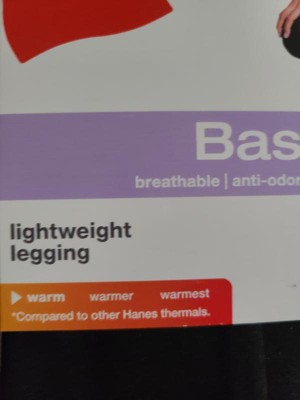 Bas
breathable | anti-odor
lightweight
legging
warm warmer warmest
*Compared to other Hanes thermals.